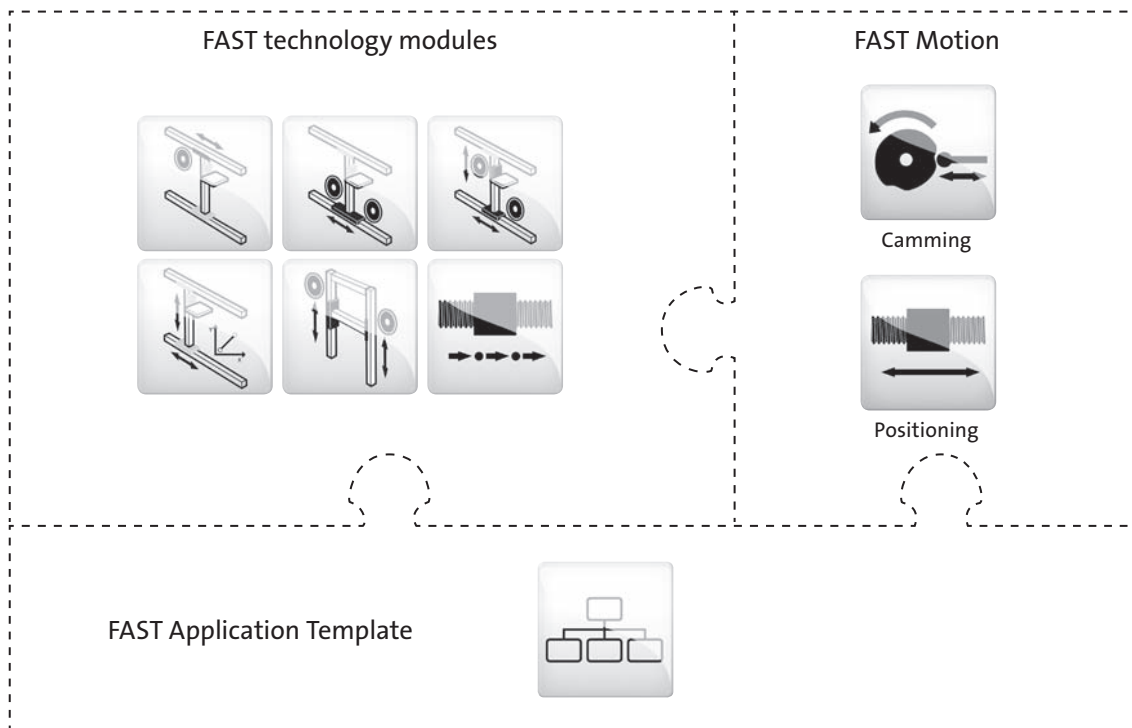 FAST technology modules
FAST Motion
Camming
Positioning
FAST Application Template